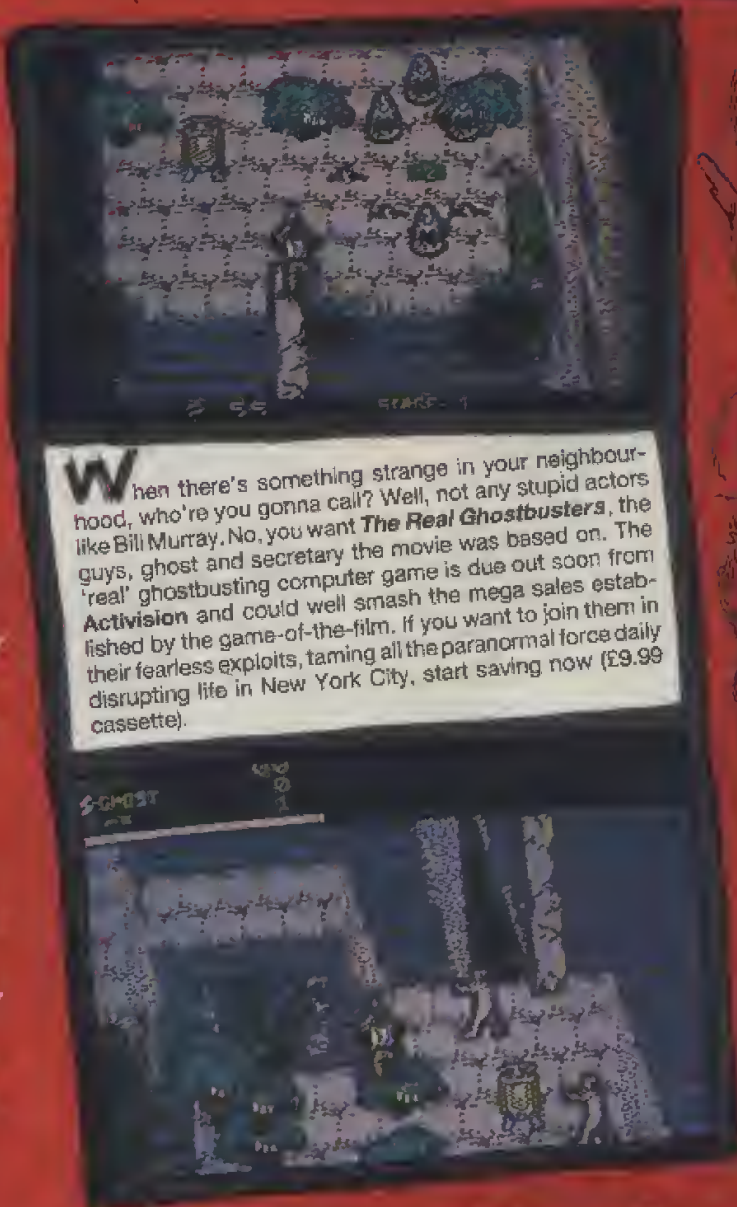 When there's something strange in your neighbour-
hood, who're you gonna call? Well, not any stupid actors
like Bill Murray. No, you want The Real Ghostbusters, the
guys, ghost and secretary the movie was based on. The
'real' ghostbusting computer game is due out soon from
Activision and could well smash the mega sales estab-
lished by the game-of-the-film. If you want to join them in
their fearless exploits, taming all the paranormal force daily
disrupting life in New York City, start saving now (£9.99
cassette).